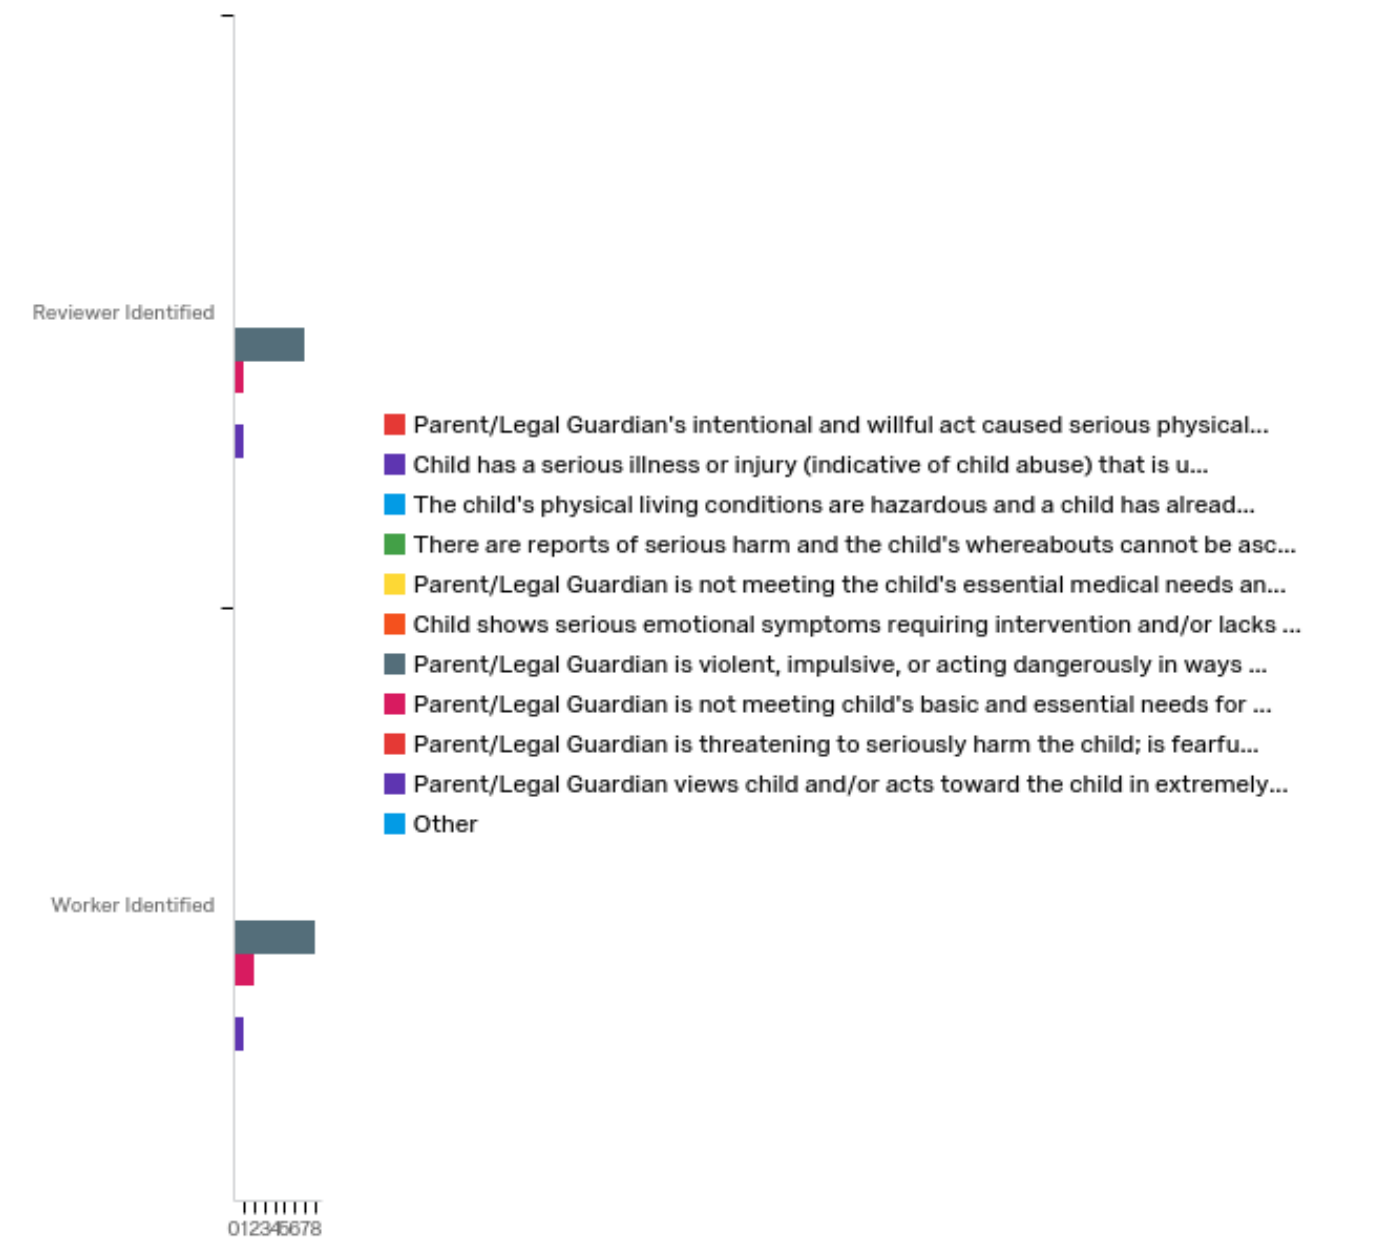 Reviewer Identified
Parent/Legal Guardian's intentional and willful act caused serious physical...
Child has a serious illness or injury (indicative of child abuse) that is u...
The child's physical living conditions are hazardous and a child has alread...
There are reports of serious harm and the child's whereabouts cannot be asc...
Parent/Legal Guardian is not meeting the child's essential medical needs an...
Child shows serious emotional symptoms requiring intervention and/or lacks ...
Parent/Legal Guardian is violent, impulsive, or acting dangerously in ways ...
Parent/Legal Guardian is not meeting child's basic and essential needs for ...
Parent/Legal Guardian is threatening to seriously harm the child; is fearfu...
Parent/Legal Guardian views child and/or acts toward the child in extremely...
Other
Worker Identified
012345678